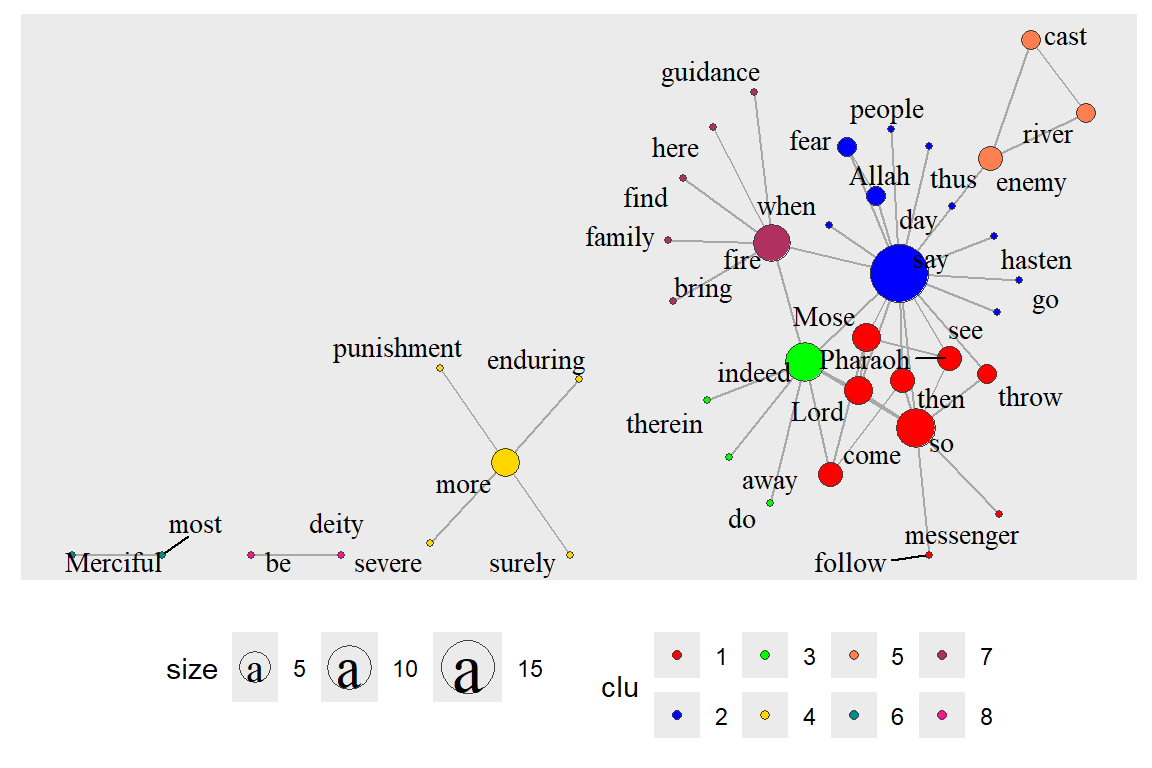 cast
guidance
people
river
fear
here
Allah
thus
enemy
find
when
day
family
fire
say
hasten
bring
go
Mose
see
punishment
enduring
Pharaoh
indeed
then
throw
Lord
therein
so
come
more
away
do
most
deity
messenger
Merciful
be
severe
surely
follow
size a 5 a 10 a 15
clu
1 3 5 7
2 4 6 8